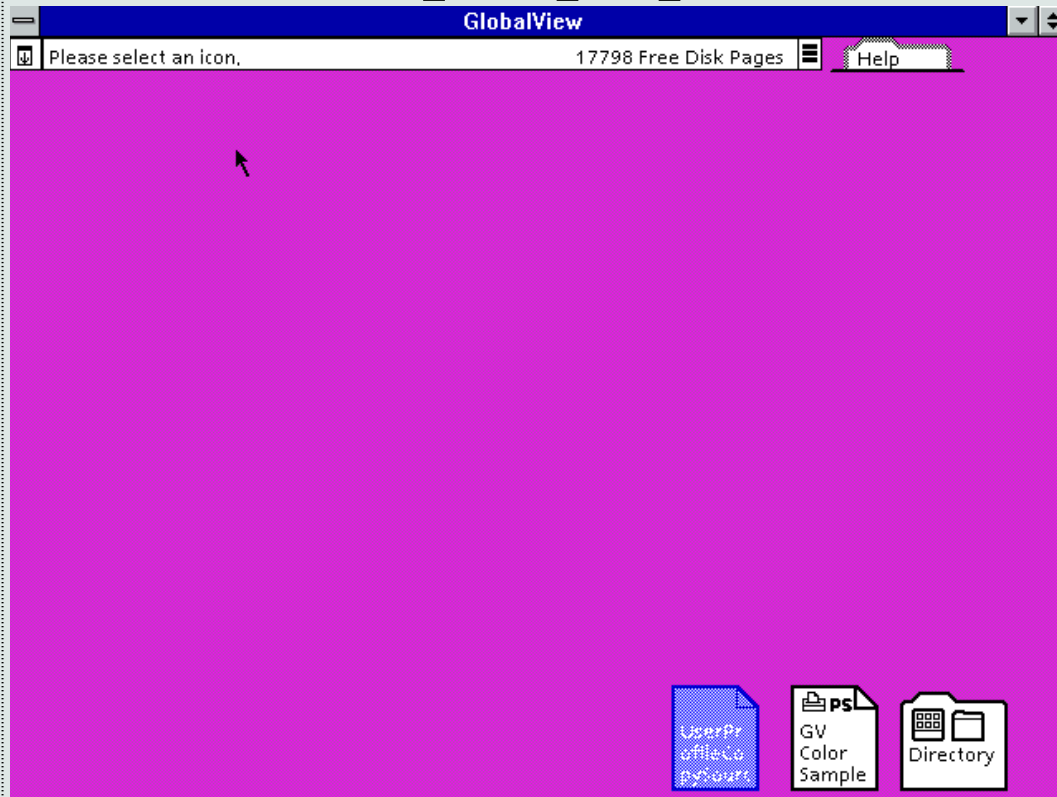 GlobalView
Please select an icon,
17798 Free Disk Pages
Help
UserPr
ofileCo
pySourc
PS
GV
Color
Sample
Directory